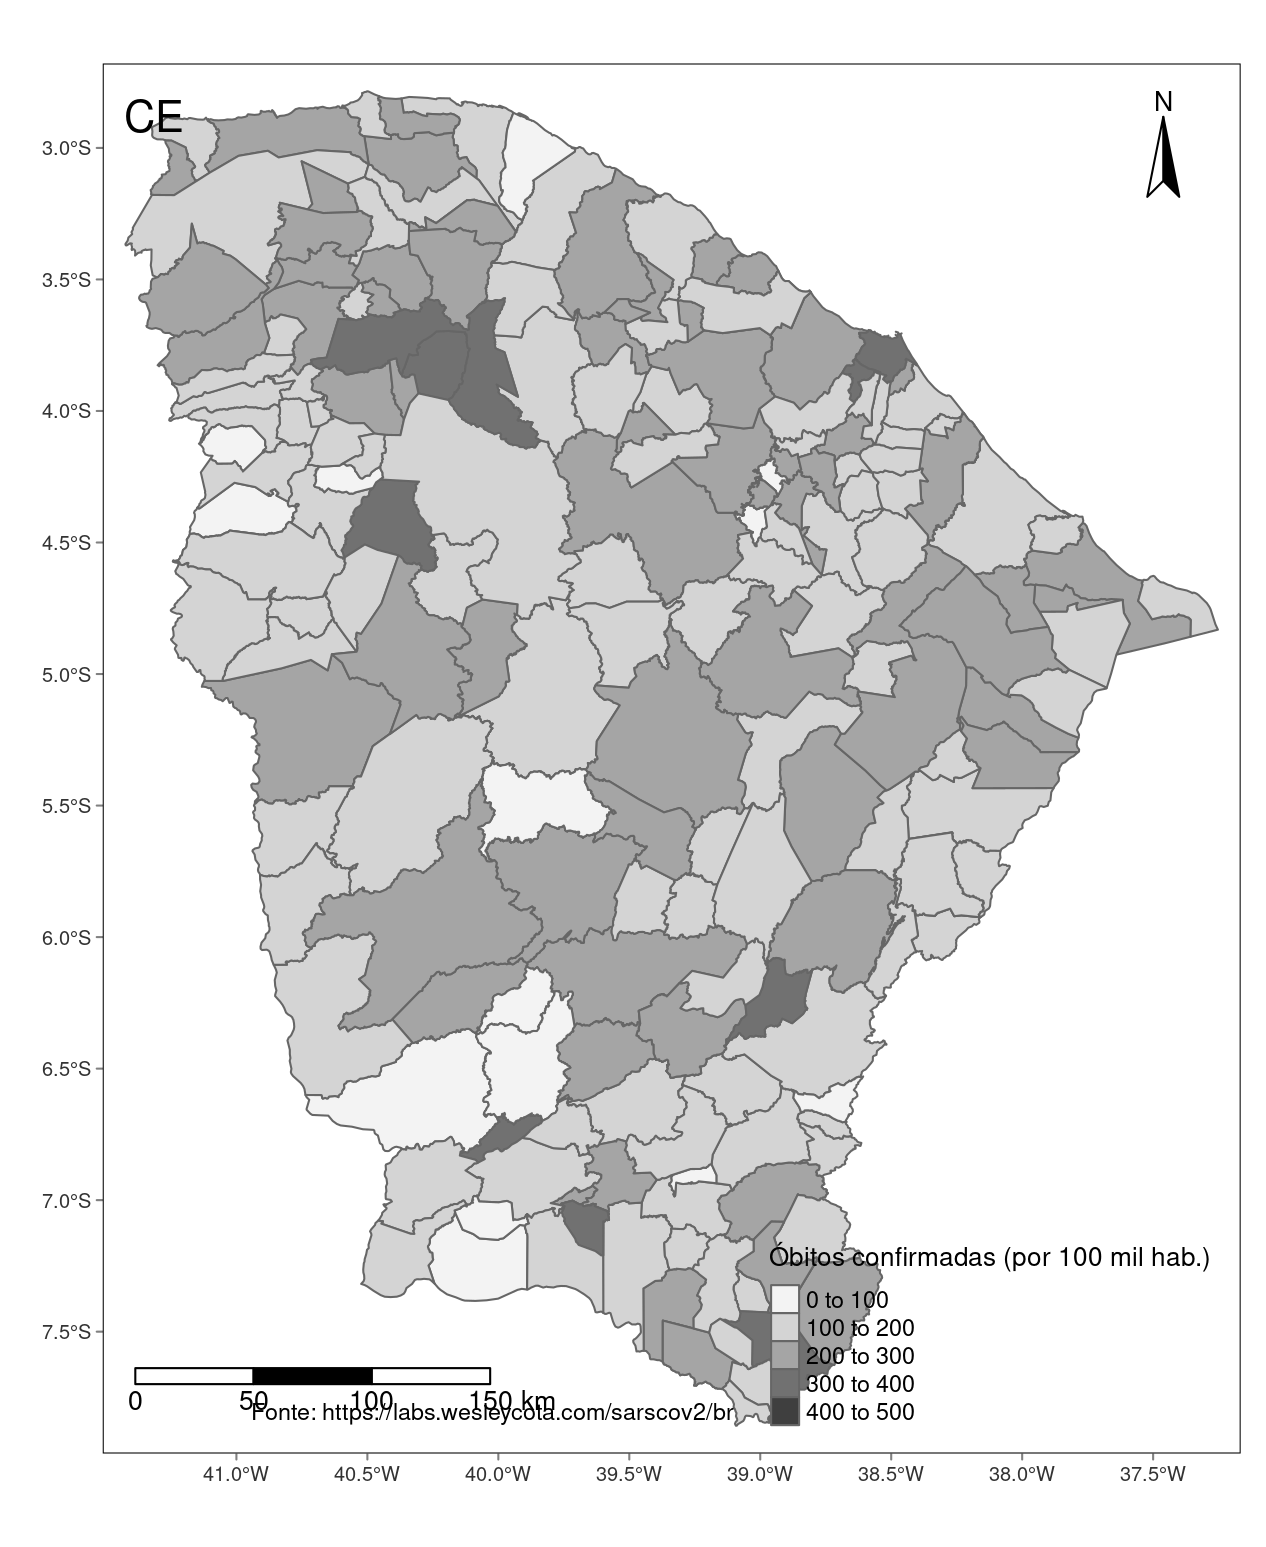 CE
N
3.0°S
3.5°S
4.0°S
4.5°S
5.0°S
5.5°S
6.0°S
6.5°S
7.0°S
7.5°S
Óbitos confirmadas (por 100 mil hab.)
0 to 100
100 to 200
200 to 300
300 to 400
400 to 500
0 50 100 150 km
Fonte: https://labs.wesleycota.com/sarscov2/br
41.0°W 40.5°W 40.0°W 39.5°W 39.0°W 38.5°W 38.0°W 37.5°W